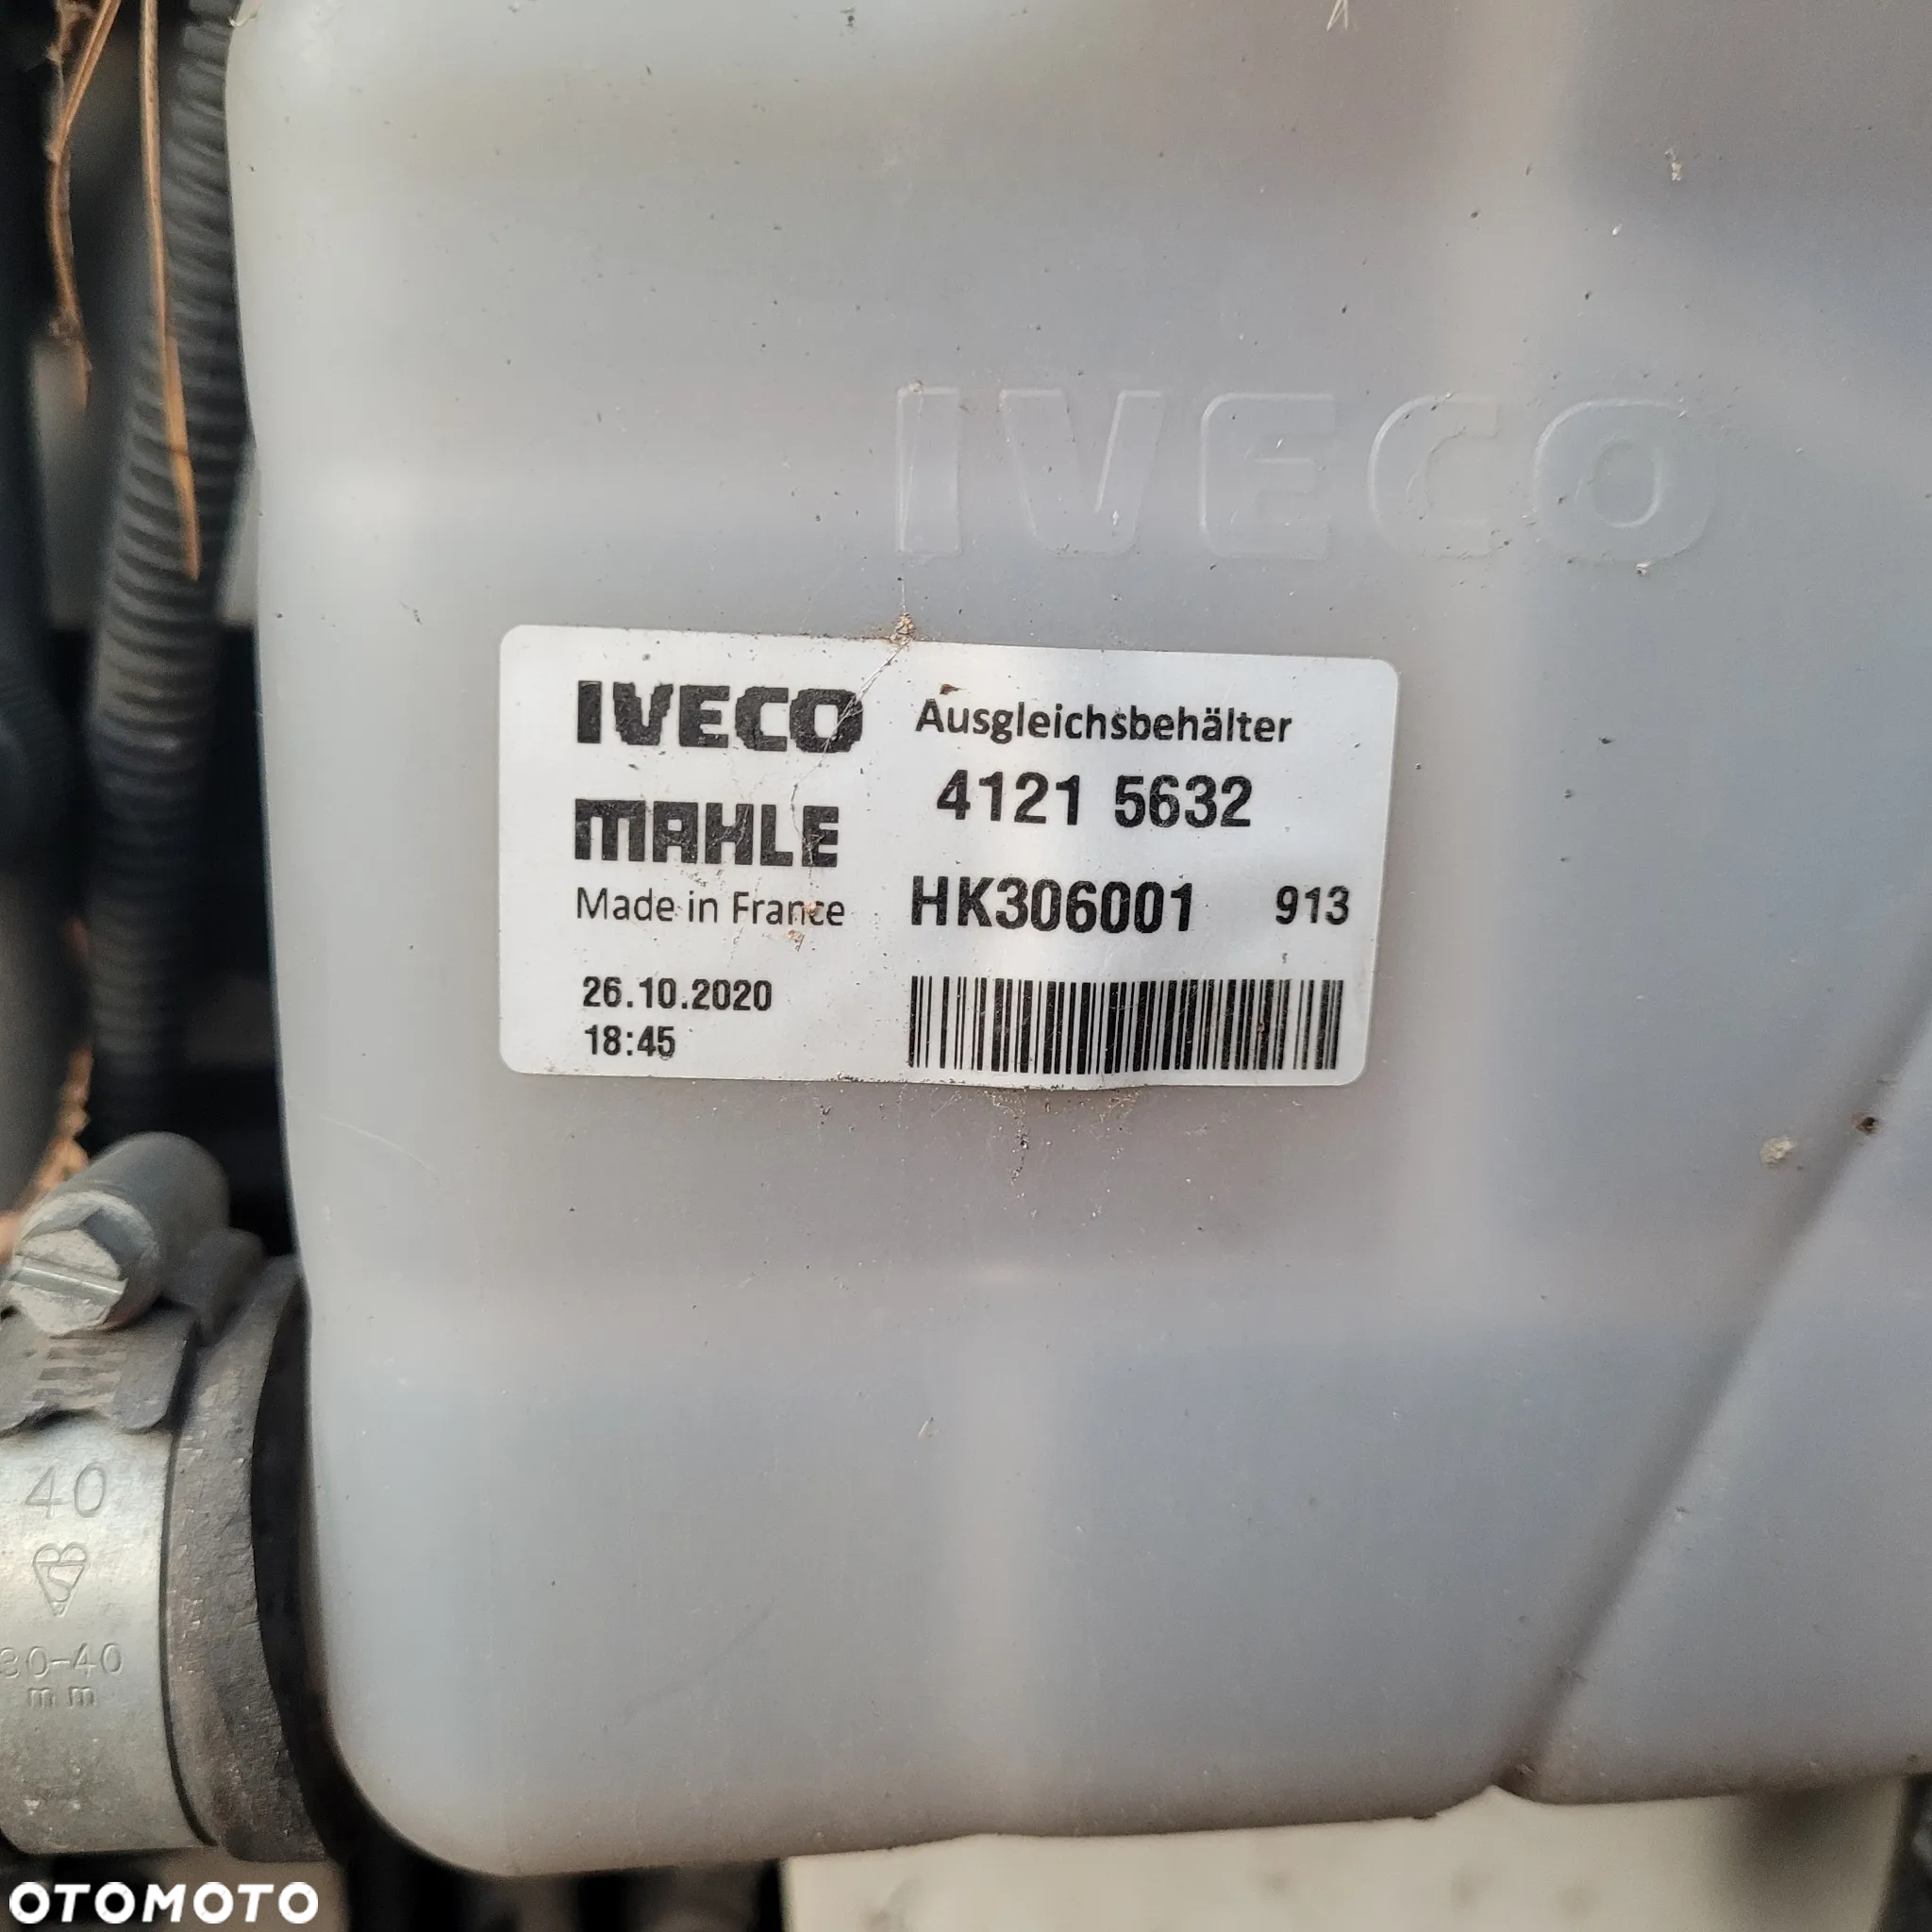 IVECO
IVECO
Ausgleichsbehälter
4121 5632
MAHLE
Made in France
HK306001 913
26.10.2020
18:45
40
30-40
mm
OTOMOTO